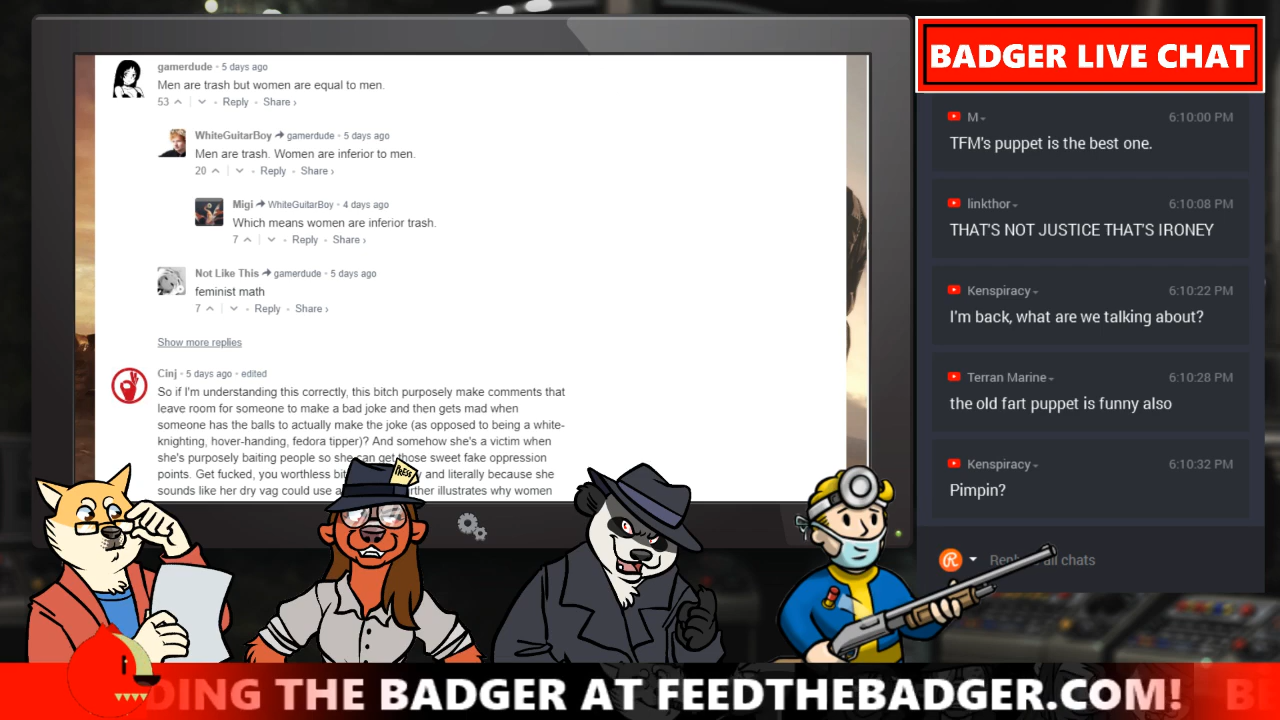 gamerdude • 5 days ago
Men are trash but women are equal to men.
53 • Reply • Share ›
WhiteGuitarBoy gamerdude • 5 days ago
Men are trash. Women are inferior to men.
20 • Reply • Share ›
Migi WhiteGuitarBoy • 4 days ago
Which means women are inferior trash.
7 • Reply • Share ›
Not Like This gamerdude • 5 days ago
feminist math
7 • Reply • Share ›
Show more replies
Cinj • 5 days ago • edited
So if I'm understanding this correctly, this bitch purposely make comments that
leave room for someone to make a bad joke and then gets mad when
someone has the balls to actually make the joke (as opposed to being a white-
knighting, hover-handing, fedora tipper)? And somehow she's a victim when
she's purposely baiting people so she can get those sweet fake oppression
points. Get fucked, you worthless and literally because she
sounds like her dry vag could use illustrates why women
PRESS
BADGER LIVE CHAT
M 6:10:00 PM
TFM's puppet is the best one.
linkthor 6:10:08 PM
THAT'S NOT JUSTICE THAT'S IRONEY
Kenspiracy 6:10:22 PM
I'm back, what are we talking about?
Terran Marine 6:10:28 PM
the old fart puppet is funny also
Kenspiracy 6:10:32 PM
Pimpin?
all chats
THE BADGER AT FEEDTHEBADGER.COM!